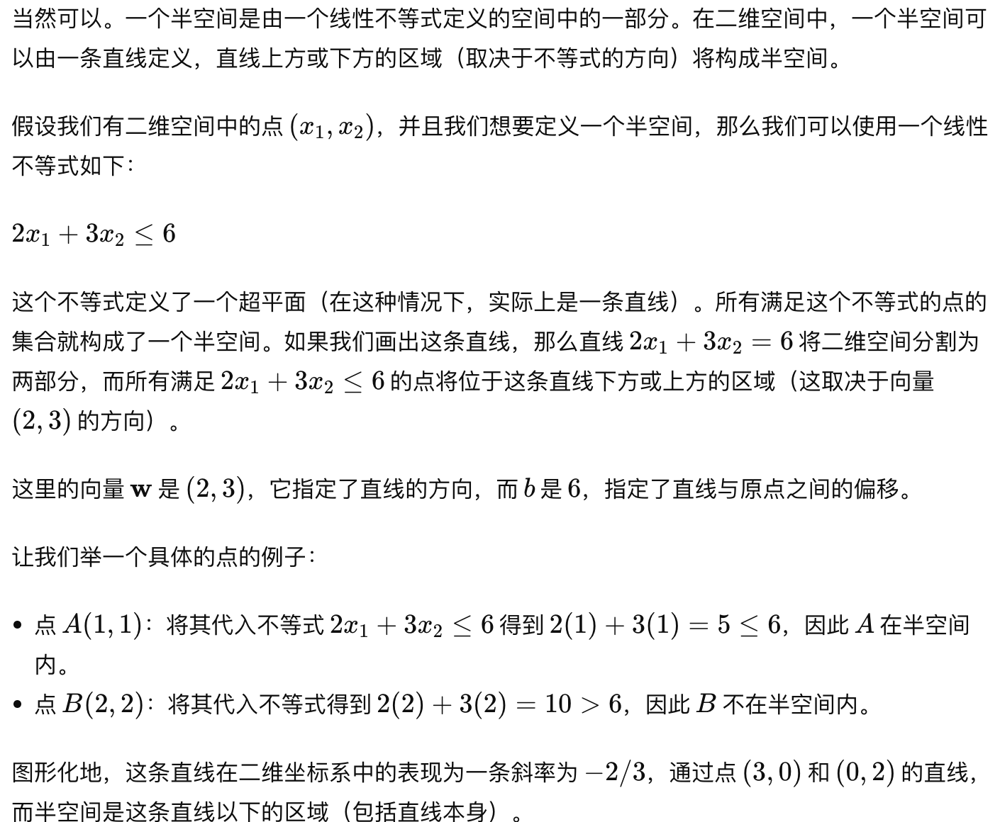 当然可以。一个半空间是由一个线性不等式定义的空间中的一部分。在二维空间中，一个半空间可
以由一条直线定义，直线上方或下方的区域（取决于不等式的方向）将构成半空间。
假设我们有二维空间中的点 (x₁, x₂)，并且我们想要定义一个半空间，那么我们可以使用一个线性
不等式如下：
2x₁ + 3x₂ ≤ 6
这个不等式定义了一个超平面（在这种情况下，实际上是一条直线）。所有满足这个不等式的点的
集合就构成了一个半空间。如果我们画出这条直线，那么直线 2x₁ + 3x₂ = 6 将二维空间分割为
两部分，而所有满足 2x₁ + 3x₂ ≤ 6 的点将位于这条直线下方或上方的区域（这取决于向量
(2, 3) 的方向）。
这里的向量 w 是 (2, 3)，它指定了直线的方向，而 b 是 6，指定了直线与原点之间的偏移。
让我们举一个具体的点的例子：
• 点 A(1, 1)：将其代入不等式 2x₁ + 3x₂ ≤ 6 得到 2(1) + 3(1) = 5 ≤ 6，因此 A 在半空间
内。
• 点 B(2, 2)：将其代入不等式得到 2(2) + 3(2) = 10 > 6，因此 B 不在半空间内。
图形化地，这条直线在二维坐标系中的表现为一条斜率为 −2/3，通过点 (3, 0) 和 (0, 2) 的直线，
而半空间是这条直线以下的区域（包括直线本身）。